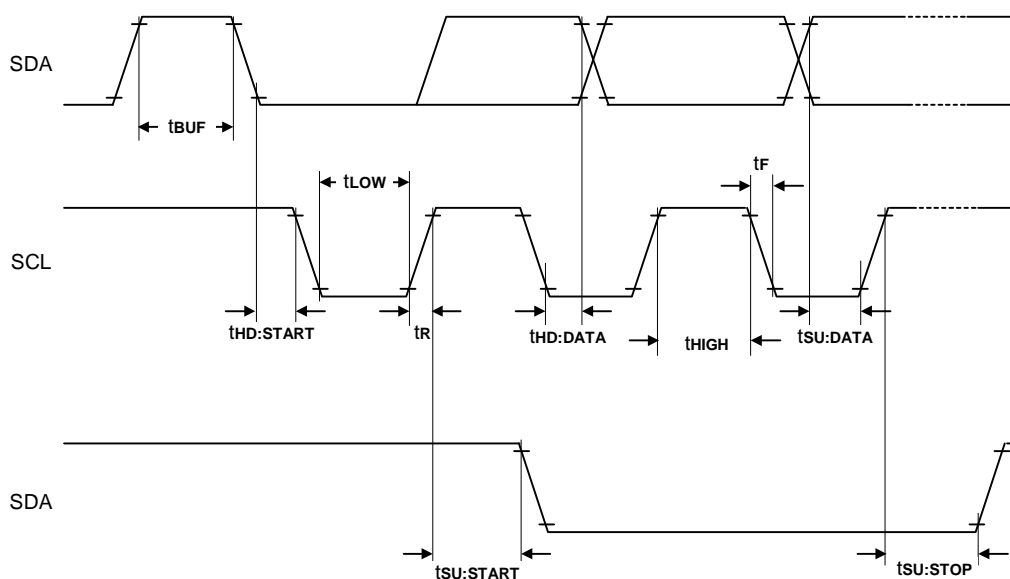 SDA
tBUF
tF
tLOW
SCL
tHD:START
tR
tHD:DATA
tHIGH
tSU:DATA
SDA
tSU:START
tSU:STOP